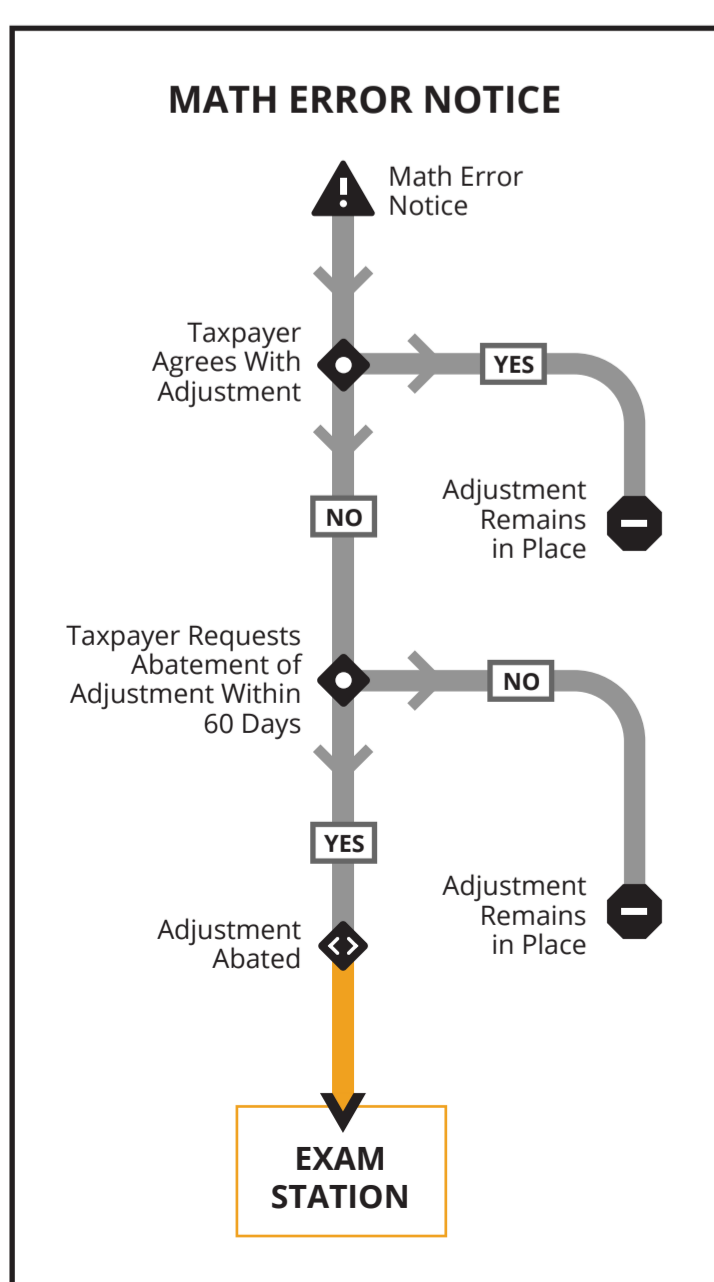 MATH ERROR NOTICE
Math Error
Notice
Taxpayer
Agrees With
Adjustment
YES
Adjustment
Remains
in Place
NO
Taxpayer Requests
Abatement of
Adjustment Within
60 Days
NO
YES
Adjustment
Remains
in Place
Adjustment
Abated
EXAM
STATION